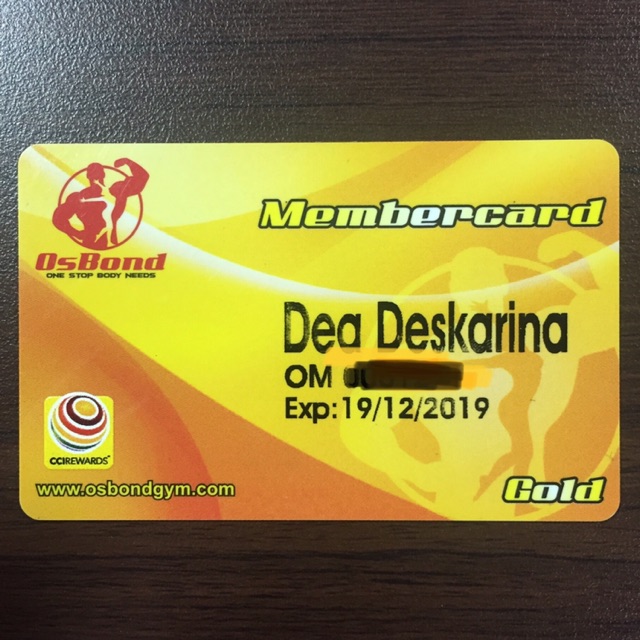 Membercard
OsBond
ONE STOP BODY NEEDS
Dea Deskarina
OM
Exp:19/12/2019
CCIREWARDS
www.osbondgym.com
Gold